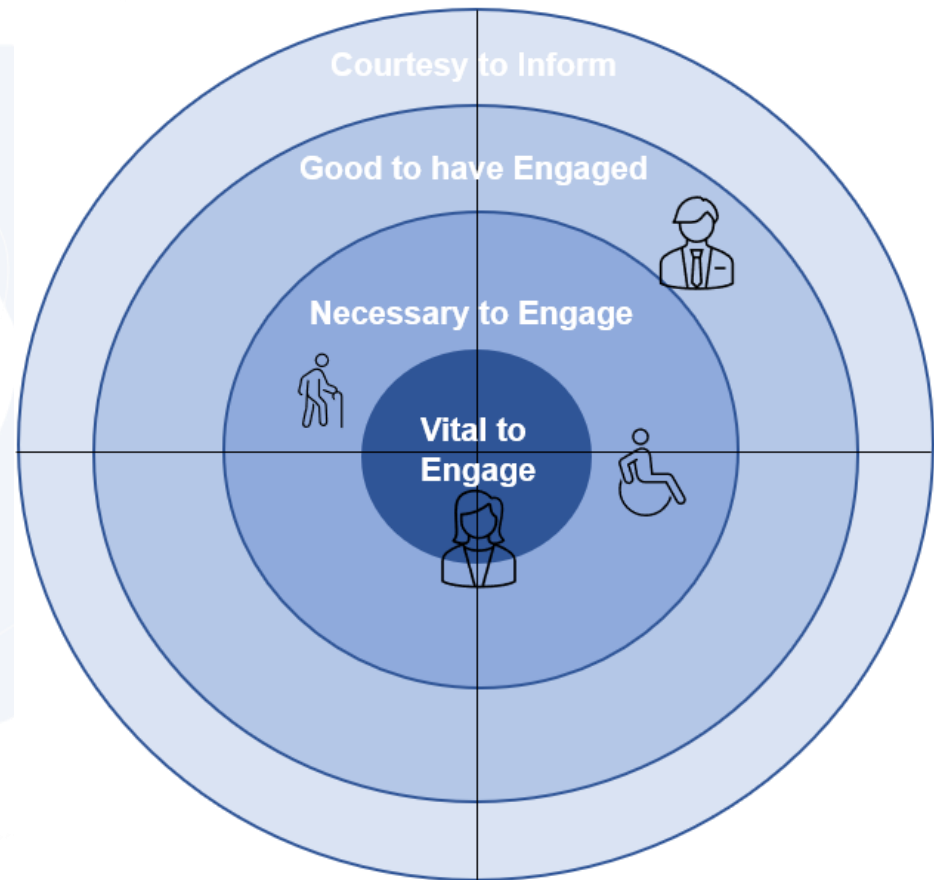 Courtesy to Inform
Good to have Engaged
Necessary to Engage
Vital to
Engage